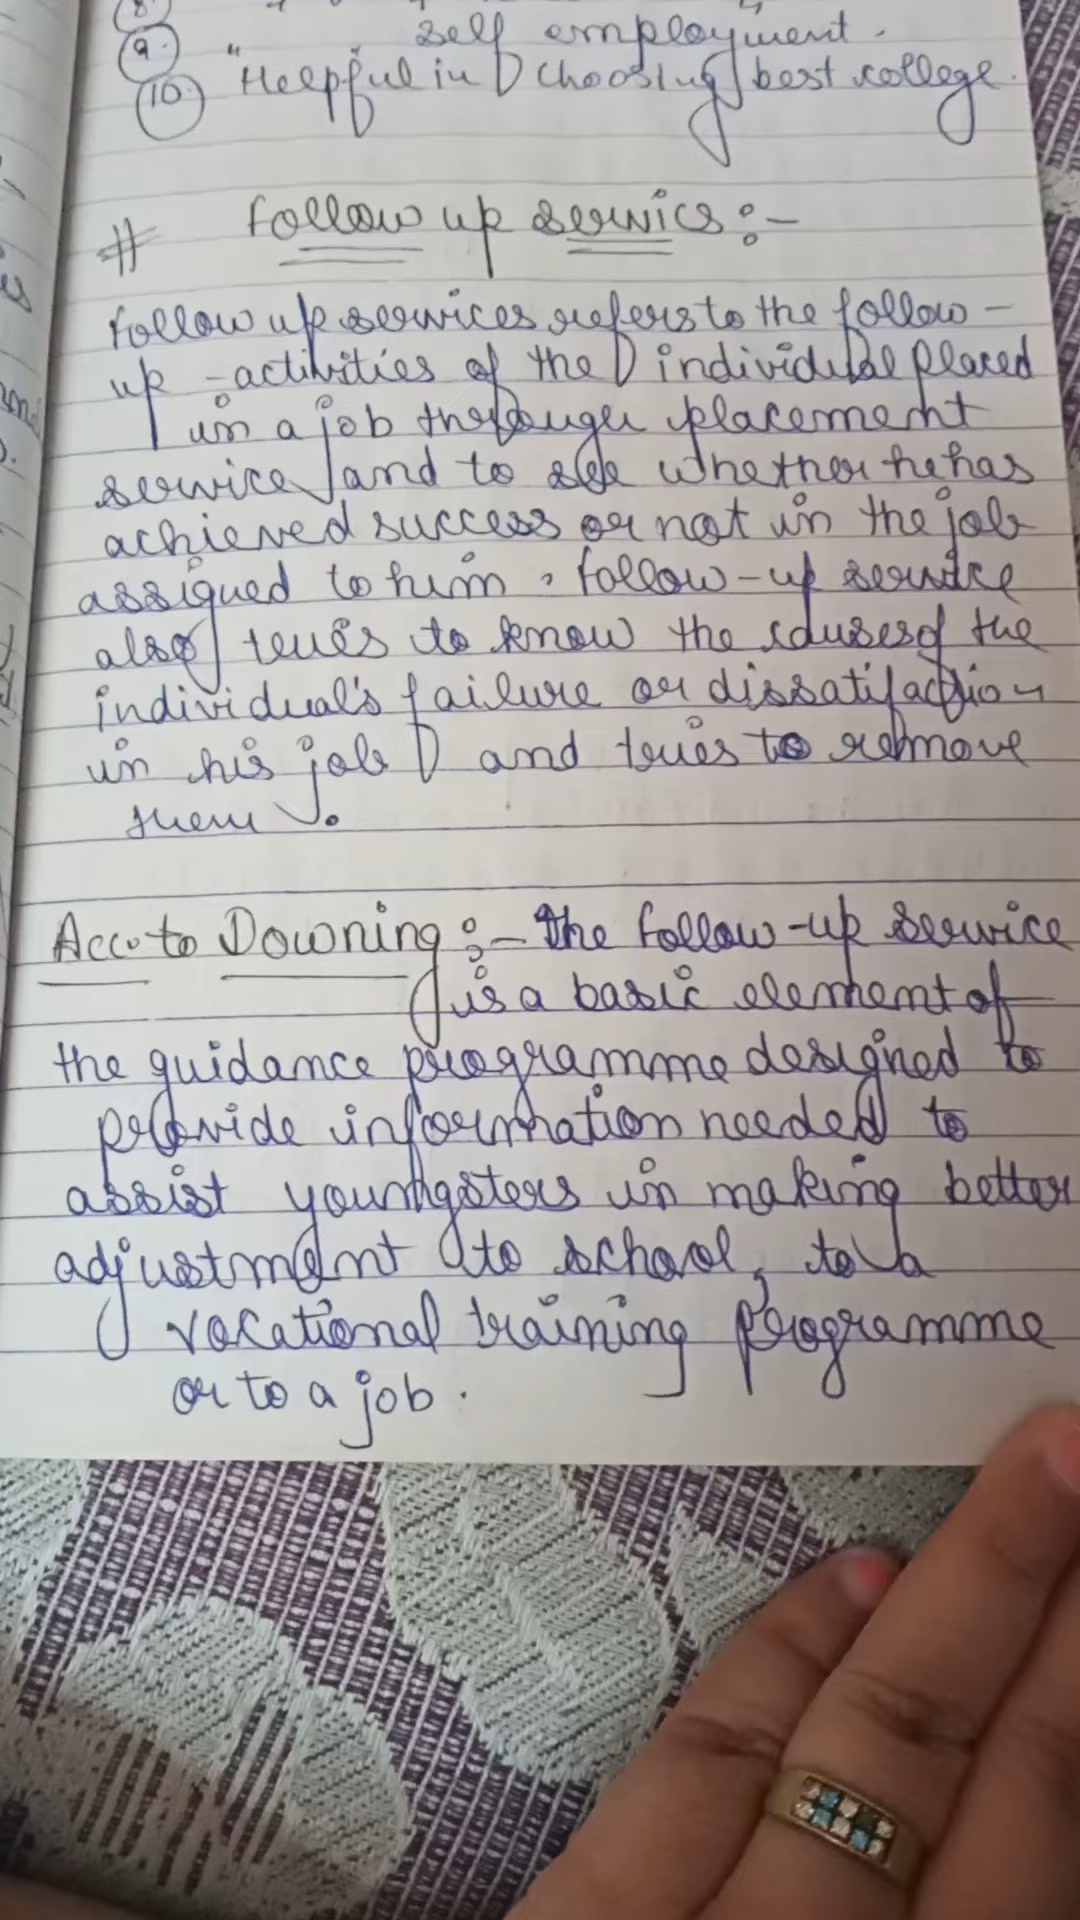 8.
9. " " self employment.
10. "Helpful in choosing best college.
# Follow up servics :-
Follow up services refers to the follow -
up - activities of the individual placed
in a job through placement
service and to see whether he has
achieved success or not in the job
assigned to him. Follow-up service
also tries to know the causes of the
individual's failure or dissatifaction
in his job and tries to remove
them.
Acc. to Downing :- The Follow-up service
is a basic element of
the guidance programme designed to
provide information needed to
assist youngsters in making better
adjustment to school, to a
vocational training programme
or to a job.